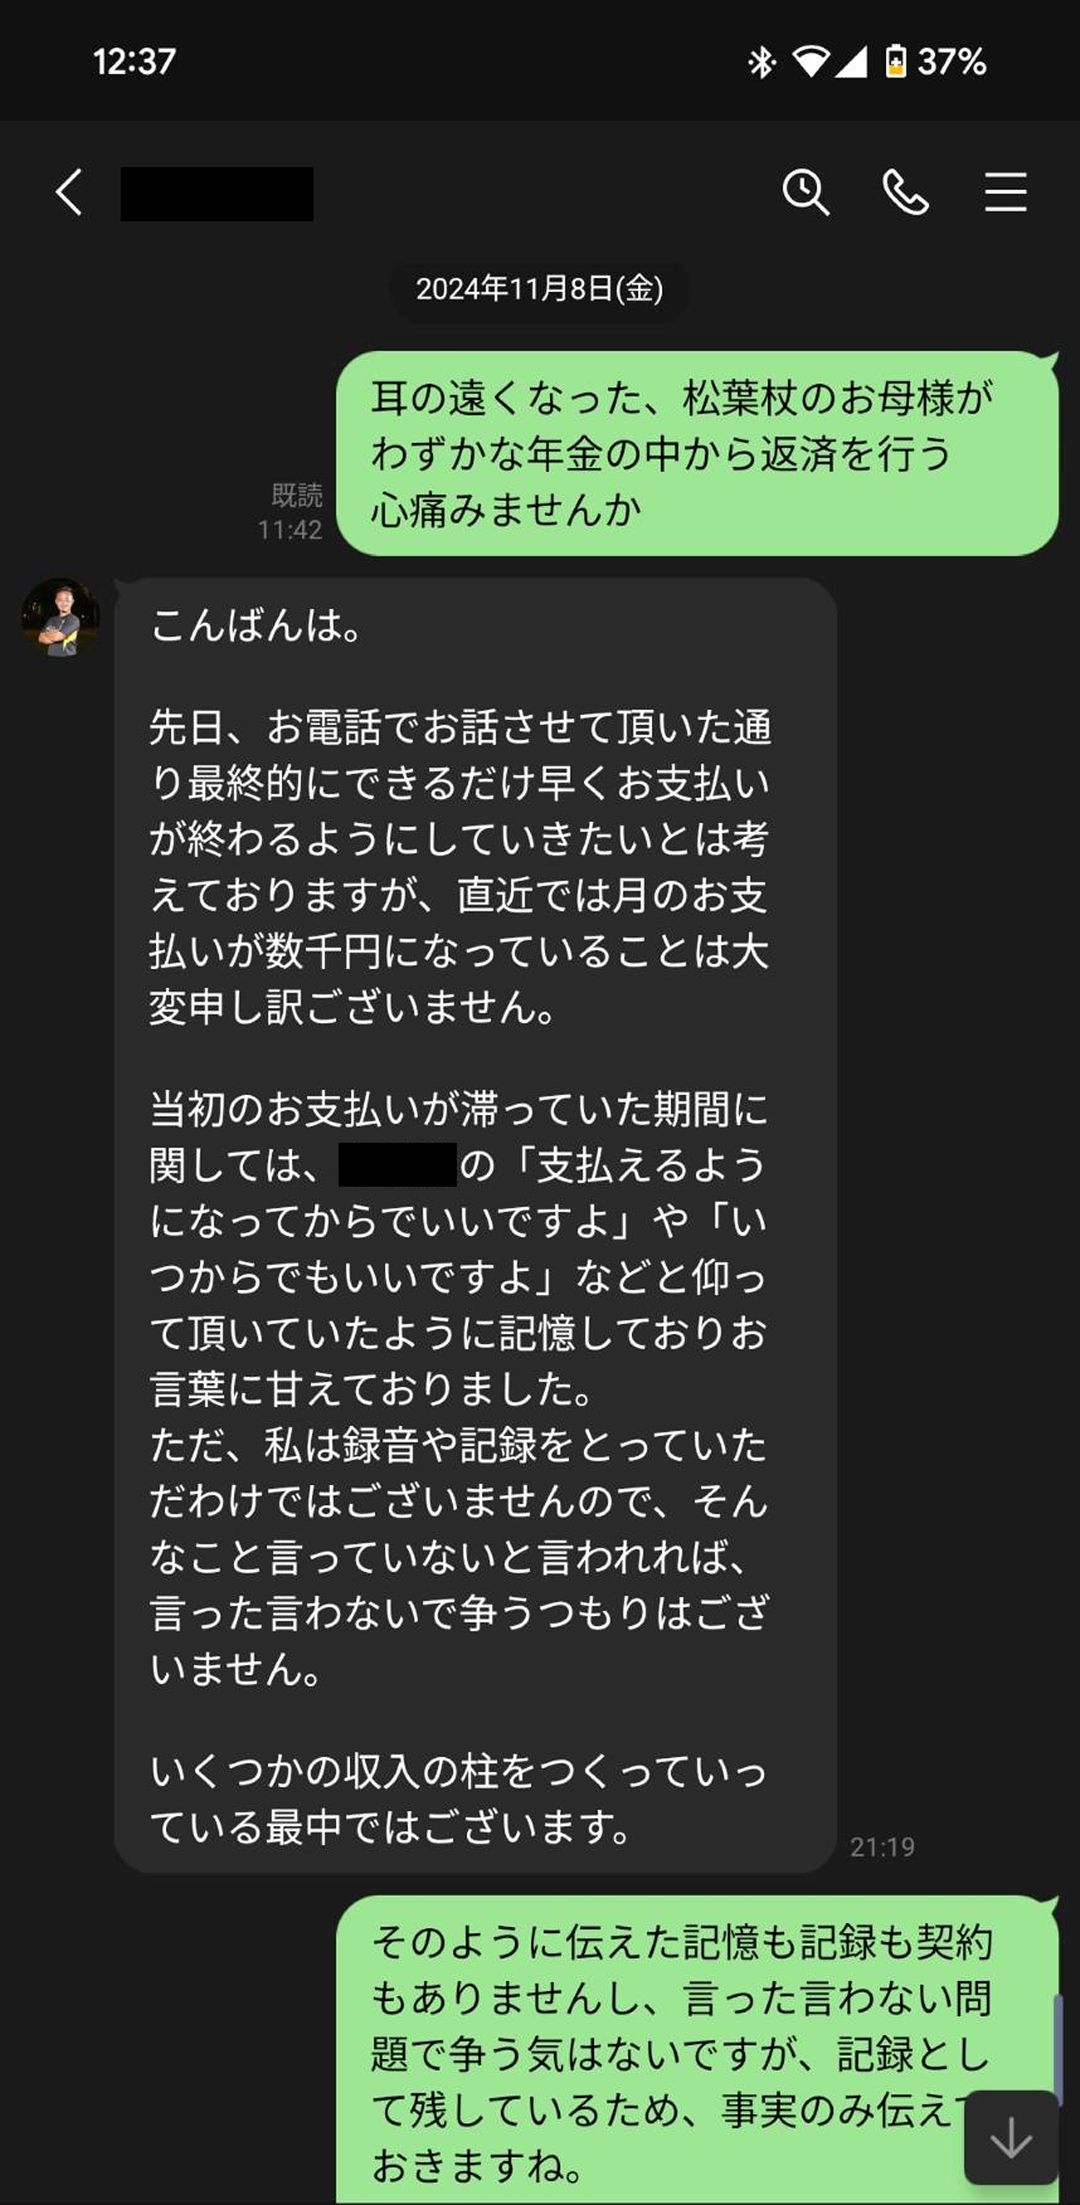 12:37
37%
2024年11月8日(金)
耳の遠くなった、松葉杖のお母様が
わずかな年金の中から返済を行う
心痛みませんか
既読
11:42
こんばんは。
先日、お電話でお話させて頂いた通
り最終的にできるだけ早くお支払い
が終わるようにしていきたいとは考
えておりますが、直近では月のお支
払いが数千円になっていることは大
変申し訳ございません。
当初のお支払いが滞っていた期間に
関しては、
の「支払えるよう
になってからでいいですよ」や「い
つからでもいいですよ」などと仰っ
て頂いていたように記憶しておりお
言葉に甘えておりました。
ただ、私は録音や記録をとっていた
だわけではございませんので、そん
なこと言っていないと言われれば、
言った言わないで争うつもりはござ
いません。
いくつかの収入の柱をつくっていっ
ている最中ではございます。
21:19
そのように伝えた記憶も記録も契約
もありませんし、言った言わない問
題で争う気はないですが、記録とし
て残しているため、事実のみ伝えて
おきますね。